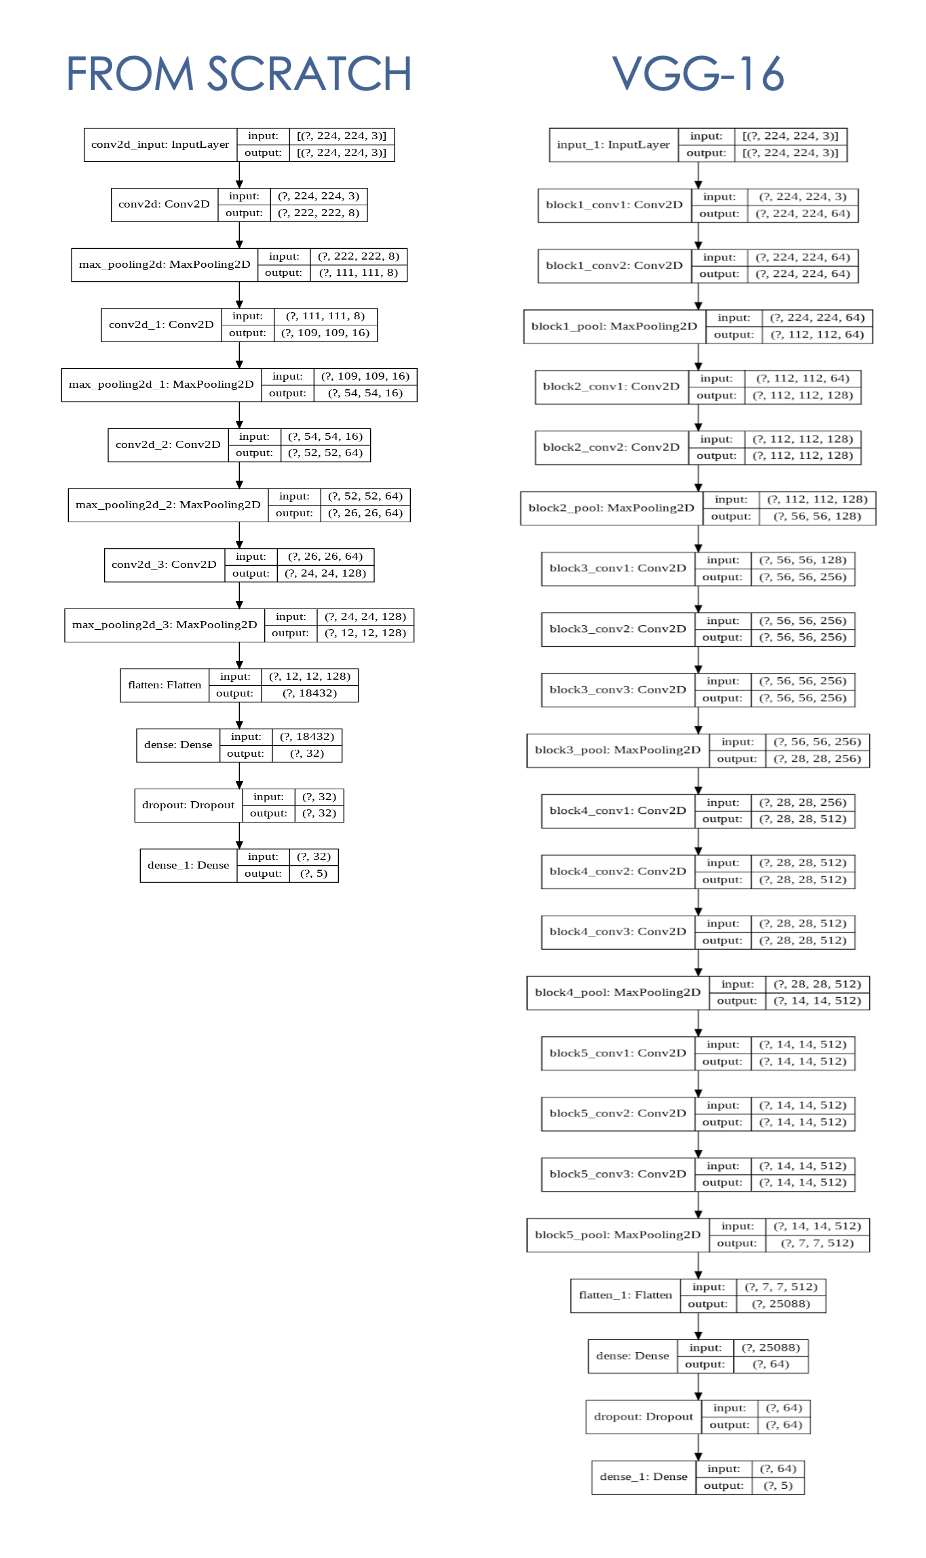 FROM SCRATCH
conv2d_input: InputLayer
input: [(?, 224, 224, 3)]
output: [(?, 224, 224, 3)]
conv2d: Conv2D
input: (?, 224, 224, 3)
output: (?, 222, 222, 8)
max_pooling2d: MaxPooling2D
input: (?, 222, 222, 8)
output: (?, 111, 111, 8)
conv2d_1: Conv2D
input: (?, 111, 111, 8)
output: (?, 109, 109, 16)
max_pooling2d_1: MaxPooling2D
input: (?, 109, 109, 16)
output: (?, 54, 54, 16)
conv2d_2: Conv2D
input: (?, 54, 54, 16)
output: (?, 52, 52, 64)
max_pooling2d_2: MaxPooling2D
input: (?, 52, 52, 64)
output: (?, 26, 26, 64)
conv2d_3: Conv2D
input: (?, 26, 26, 64)
output: (?, 24, 24, 128)
max_pooling2d_3: MaxPooling2D
input: (?, 24, 24, 128)
output: (?, 12, 12, 128)
flatten: Flatten
input: (?, 12, 12, 128)
output: (?, 18432)
dense: Dense
input: (?, 18432)
output: (?, 32)
dropout: Dropout
input: (?, 32)
output: (?, 32)
dense_1: Dense
input: (?, 32)
output: (?, 5)
VGG-16
input_1: InputLayer
input: [(?, 224, 224, 3)]
output: [(?, 224, 224, 3)]
block1_conv1: Conv2D
input: (?, 224, 224, 3)
output: (?, 224, 224, 64)
block1_conv2: Conv2D
input: (?, 224, 224, 64)
output: (?, 224, 224, 64)
block1_pool: MaxPooling2D
input: (?, 224, 224, 64)
output: (?, 112, 112, 64)
block2_conv1: Conv2D
input: (?, 112, 112, 64)
output: (?, 112, 112, 128)
block2_conv2: Conv2D
input: (?, 112, 112, 128)
output: (?, 112, 112, 128)
block2_pool: MaxPooling2D
input: (?, 112, 112, 128)
output: (?, 56, 56, 128)
block3_conv1: Conv2D
input: (?, 56, 56, 128)
output: (?, 56, 56, 256)
block3_conv2: Conv2D
input: (?, 56, 56, 256)
output: (?, 56, 56, 256)
block3_conv3: Conv2D
input: (?, 56, 56, 256)
output: (?, 56, 56, 256)
block3_pool: MaxPooling2D
input: (?, 56, 56, 256)
output: (?, 28, 28, 256)
block4_conv1: Conv2D
input: (?, 28, 28, 256)
output: (?, 28, 28, 512)
block4_conv2: Conv2D
input: (?, 28, 28, 512)
output: (?, 28, 28, 512)
block4_conv3: Conv2D
input: (?, 28, 28, 512)
output: (?, 28, 28, 512)
block4_pool: MaxPooling2D
input: (?, 28, 28, 512)
output: (?, 14, 14, 512)
block5_conv1: Conv2D
input: (?, 14, 14, 512)
output: (?, 14, 14, 512)
block5_conv2: Conv2D
input: (?, 14, 14, 512)
output: (?, 14, 14, 512)
block5_conv3: Conv2D
input: (?, 14, 14, 512)
output: (?, 14, 14, 512)
block5_pool: MaxPooling2D
input: (?, 14, 14, 512)
output: (?, 7, 7, 512)
flatten_1: Flatten
input: (?, 7, 7, 512)
output: (?, 25088)
dense: Dense
input: (?, 25088)
output: (?, 64)
dropout: Dropout
input: (?, 64)
output: (?, 64)
dense_1: Dense
input: (?, 64)
output: (?, 5)